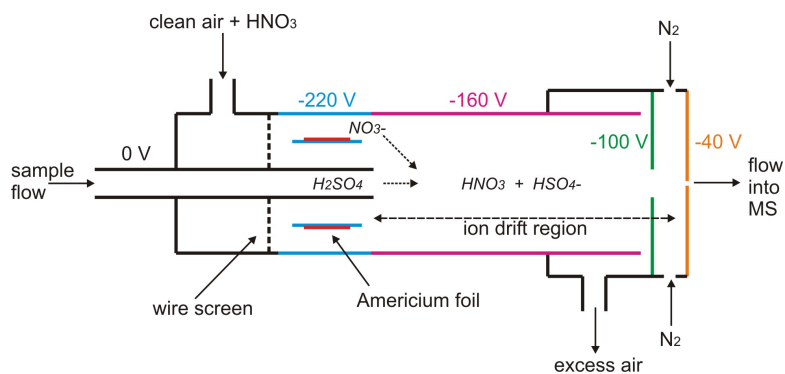 clean air + HNO3
N2
-220 V
-160 V
NO3-
0 V
-100 V
-40 V
sample
flow
H2SO4
HNO3 + HSO4-
flow
into
MS
ion drift region
wire screen
Americium foil
N2
excess air